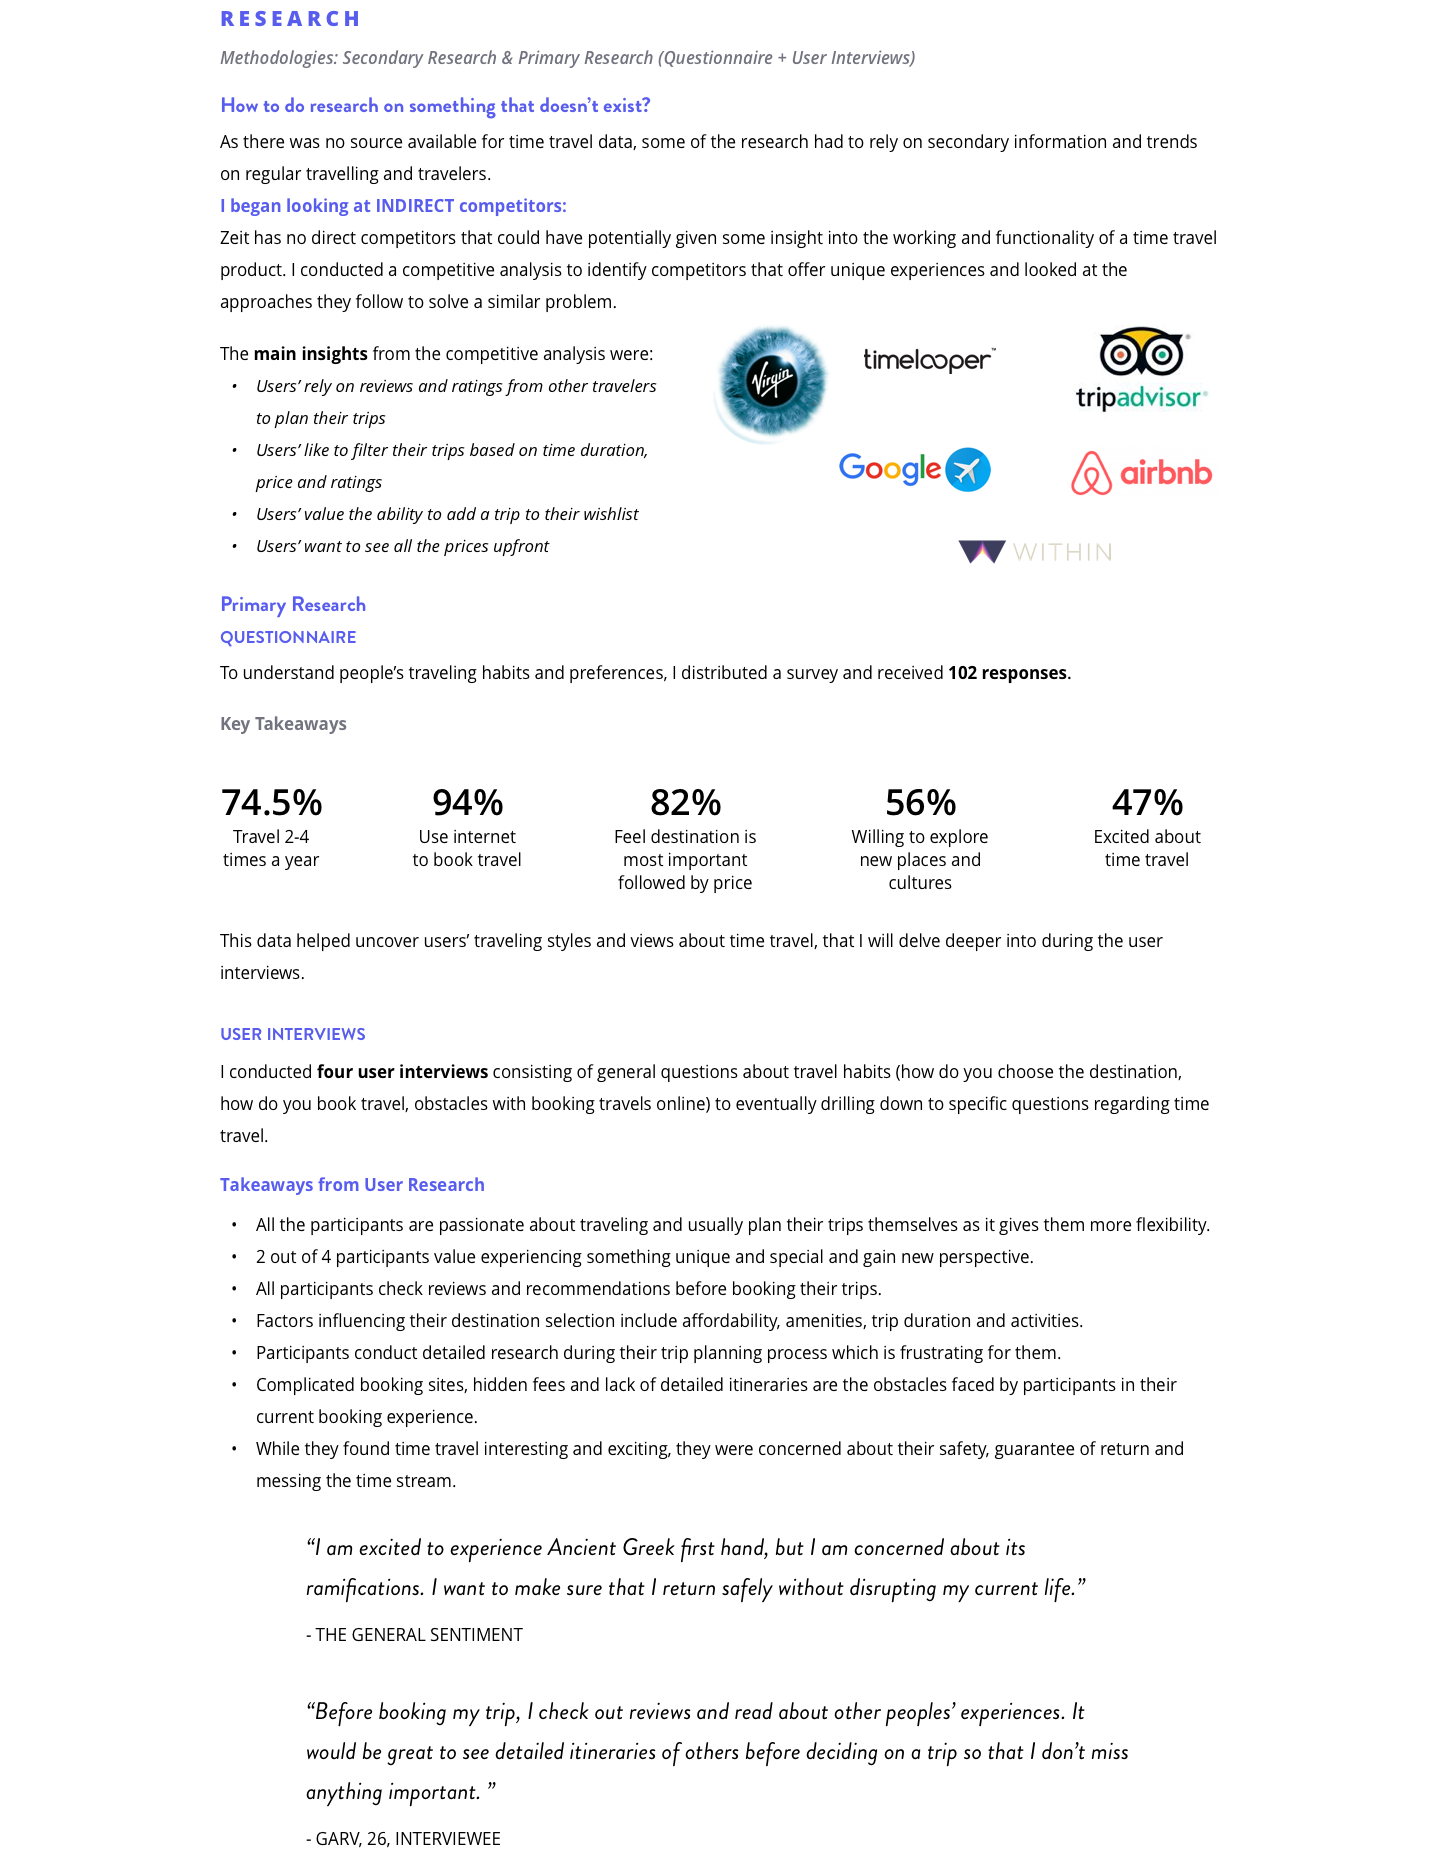 RESEARCH
Methodologies: Secondary Research & Primary Research (Questionnaire + User Interviews)
How to do research on something that doesn’t exist?
As there was no source available for time travel data, some of the research had to rely on secondary information and trends
on regular travelling and travelers.
I began looking at INDIRECT competitors:
Zeit has no direct competitors that could have potentially given some insight into the working and functionality of a time travel
product. I conducted a competitive analysis to identify competitors that offer unique experiences and looked at the
approaches they follow to solve a similar problem.
The main insights from the competitive analysis were:
• Users’ rely on reviews and ratings from other travelers
to plan their trips
• Users’ like to filter their trips based on time duration,
price and ratings
• Users’ value the ability to add a trip to their wishlist
• Users’ want to see all the prices upfront
Virgin
timelooper™
tripadvisor®
Google
airbnb
WITHIN
Primary Research
QUESTIONNAIRE
To understand people’s traveling habits and preferences, I distributed a survey and received 102 responses.
Key Takeaways
74.5%
Travel 2-4
times a year
94%
Use internet
to book travel
82%
Feel destination is
most important
followed by price
56%
Willing to explore
new places and
cultures
47%
Excited about
time travel
This data helped uncover users’ traveling styles and views about time travel, that I will delve deeper into during the user
interviews.
USER INTERVIEWS
I conducted four user interviews consisting of general questions about travel habits (how do you choose the destination,
how do you book travel, obstacles with booking travels online) to eventually drilling down to specific questions regarding time
travel.
Takeaways from User Research
• All the participants are passionate about traveling and usually plan their trips themselves as it gives them more flexibility.
• 2 out of 4 participants value experiencing something unique and special and gain new perspective.
• All participants check reviews and recommendations before booking their trips.
• Factors influencing their destination selection include affordability, amenities, trip duration and activities.
• Participants conduct detailed research during their trip planning process which is frustrating for them.
• Complicated booking sites, hidden fees and lack of detailed itineraries are the obstacles faced by participants in their
current booking experience.
• While they found time travel interesting and exciting, they were concerned about their safety, guarantee of return and
messing the time stream.
“I am excited to experience Ancient Greek first hand, but I am concerned about its
ramifications. I want to make sure that I return safely without disrupting my current life.”
- THE GENERAL SENTIMENT
“Before booking my trip, I check out reviews and read about other peoples’ experiences. It
would be great to see detailed itineraries of others before deciding on a trip so that I don’t miss
anything important. ”
- GARV, 26, INTERVIEWEE